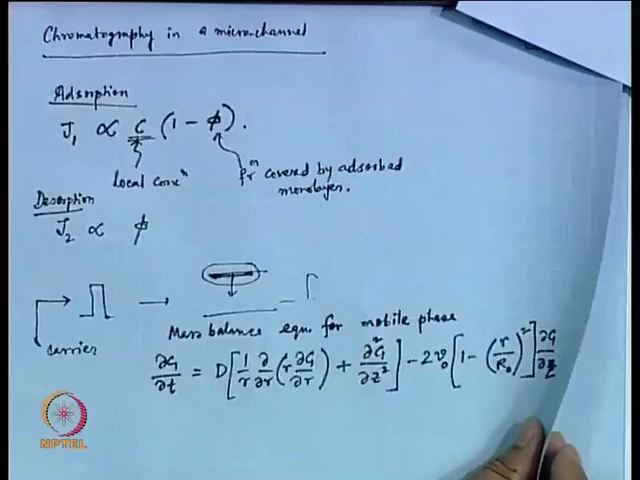 Chromatography in a micro-channel
Adsorption
J₁ ∝ C (1 − ϕ).
Local concⁿ
frⁿ covered by adsorbed
monolayer.
Desorption
J₂ ∝ ϕ
carrier
Mass balance equⁿ for mobile phase
∂C₁/∂t = D[1/r ∂/∂r (r ∂C₁/∂r) + ∂²C₁/∂z²] − 2v₀[1 − (r/R₀)²] ∂C₁/∂z
NPTEL